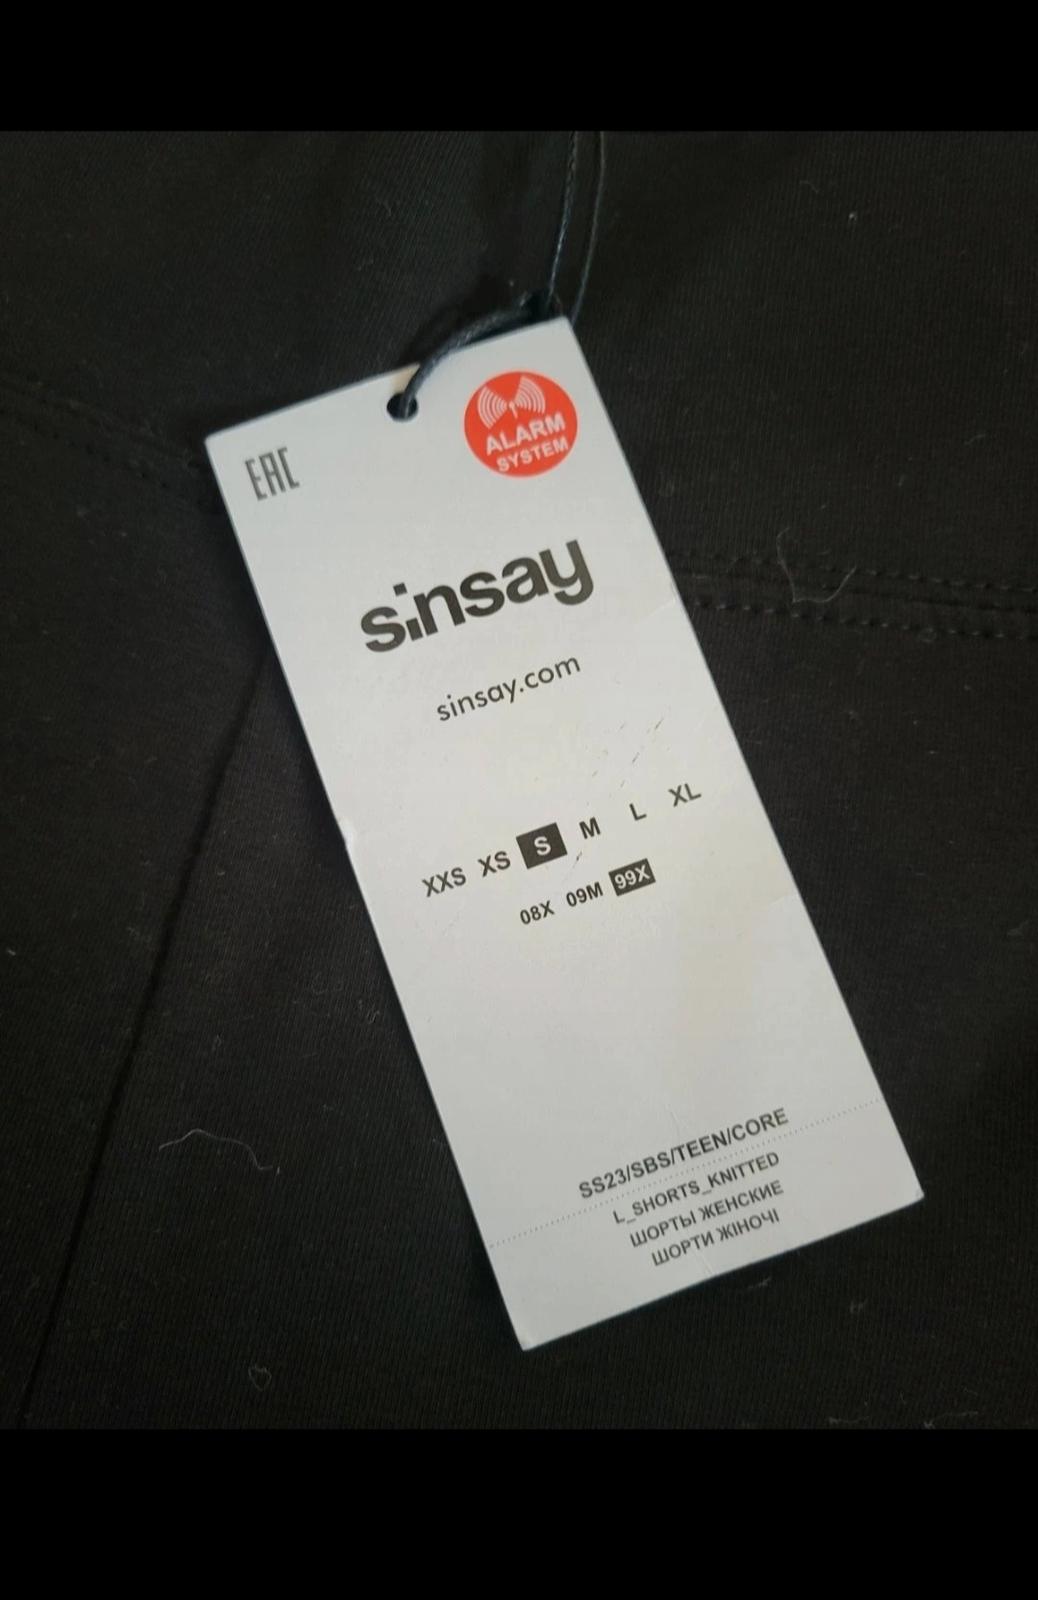 EAC
ALARM
SYSTEM
sinsay
sinsay.com
XXS XS S M L XL
08X 09M 99X
SS23/SBS/TEEN/CORE
L_SHORTS_KNITTED
ШОРТЫ ЖЕНСКИЕ
ШОРТИ ЖІНОЧІ